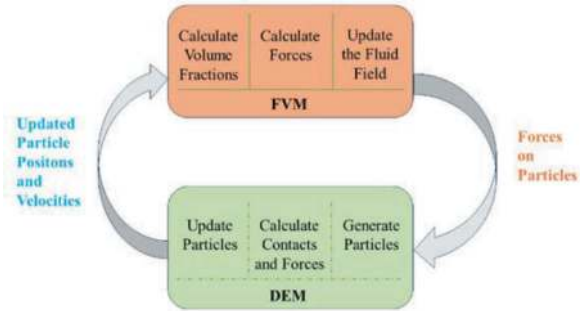 Calculate
Volume
Fractions
Calculate
Forces
Update
the Fluid
Field
FVM
Updated
Particle
Positons
and
Velocities
Forces
on
Particles
Update
Particles
Calculate
Contacts
and Forces
Generate
Particles
DEM